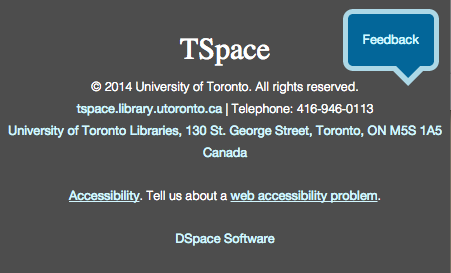 Feedback
TSpace
© 2014 University of Toronto. All rights reserved.
tspace.library.utoronto.ca | Telephone: 416-946-0113
University of Toronto Libraries, 130 St. George Street, Toronto, ON M5S 1A5
Canada
Accessibility. Tell us about a web accessibility problem.
DSpace Software